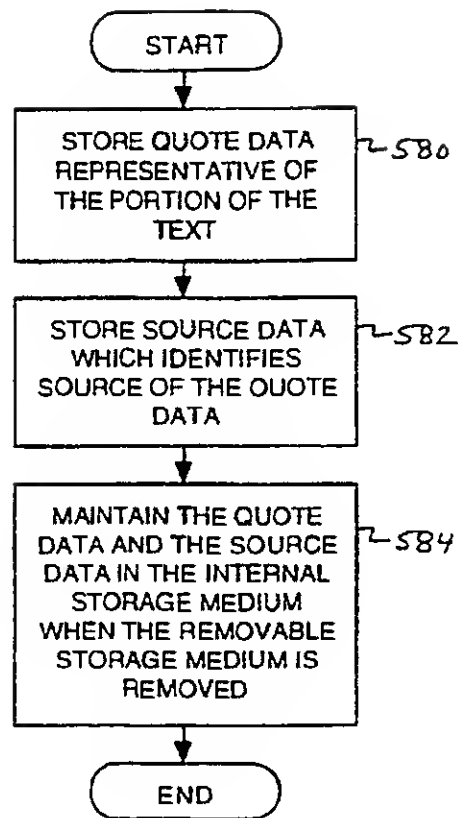 START
STORE QUOTE DATA
REPRESENTATIVE OF
THE PORTION OF THE
TEXT
580
STORE SOURCE DATA
WHICH IDENTIFIES
SOURCE OF THE QUOTE
DATA
582
MAINTAIN THE QUOTE
DATA AND THE SOURCE
DATA IN THE INTERNAL
STORAGE MEDIUM
WHEN THE REMOVABLE
STORAGE MEDIUM IS
REMOVED
584
END